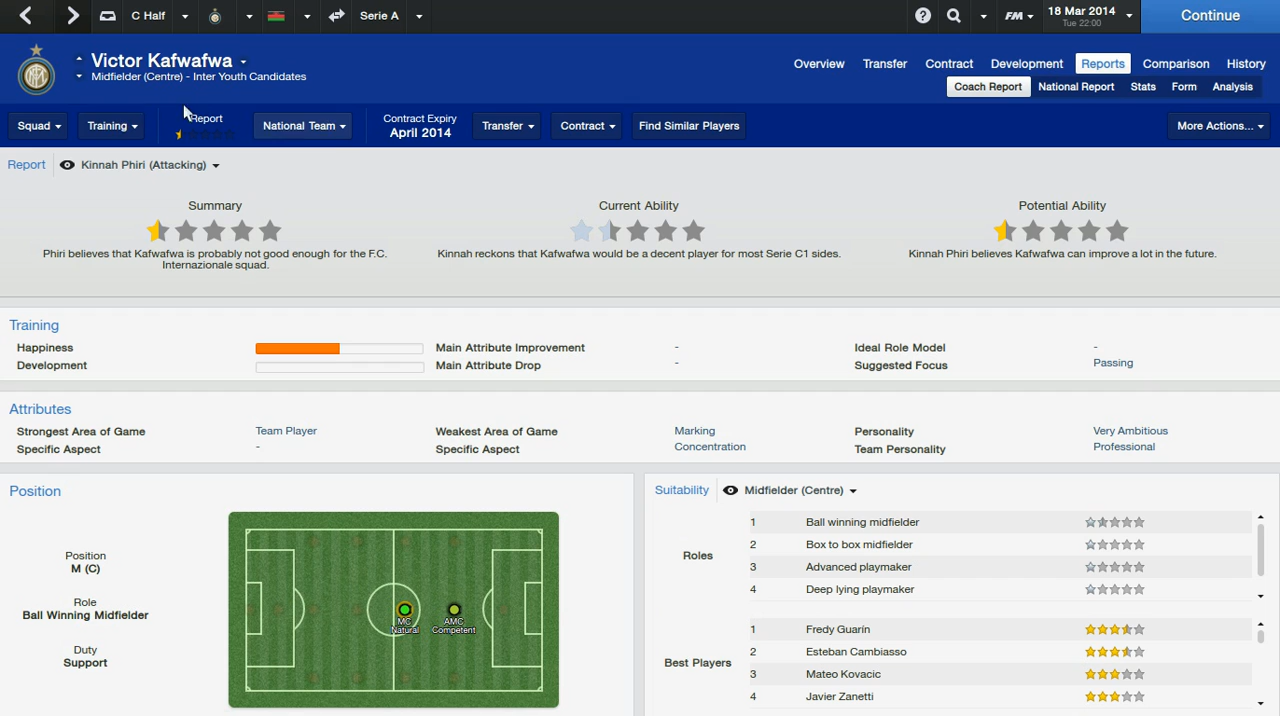 C Half
Serie A
FM
18 Mar 2014
Tue 22:00
Continue
Victor Kafwafwa
Midfielder (Centre) - Inter Youth Candidates
Overview
Transfer
Contract
Development
Reports
Comparison
History
Coach Report
National Report
Stats
Form
Analysis
Squad
Training
Report
National Team
Contract Expiry
April 2014
Transfer
Contract
Find Similar Players
More Actions...
Report
Kinnah Phiri (Attacking)
Summary
Phiri believes that Kafwafwa is probably not good enough for the F.C.
Internazionale squad.
Current Ability
Kinnah reckons that Kafwafwa would be a decent player for most Serie C1 sides.
Potential Ability
Kinnah Phiri believes Kafwafwa can improve a lot in the future.
Training
Happiness
Main Attribute Improvement -
Ideal Role Model -
Development
Main Attribute Drop -
Suggested Focus Passing
Attributes
Strongest Area of Game Team Player
Weakest Area of Game Marking
Personality Very Ambitious
Specific Aspect -
Specific Aspect Concentration
Team Personality Professional
Position
Position
M (C)
Role
Ball Winning Midfielder
Duty
Support
MC
Natural
AMC
Competent
Suitability
Midfielder (Centre)
Roles
1 Ball winning midfielder
2 Box to box midfielder
3 Advanced playmaker
4 Deep lying playmaker
Best Players
1 Fredy Guarín
2 Esteban Cambiasso
3 Mateo Kovacic
4 Javier Zanetti